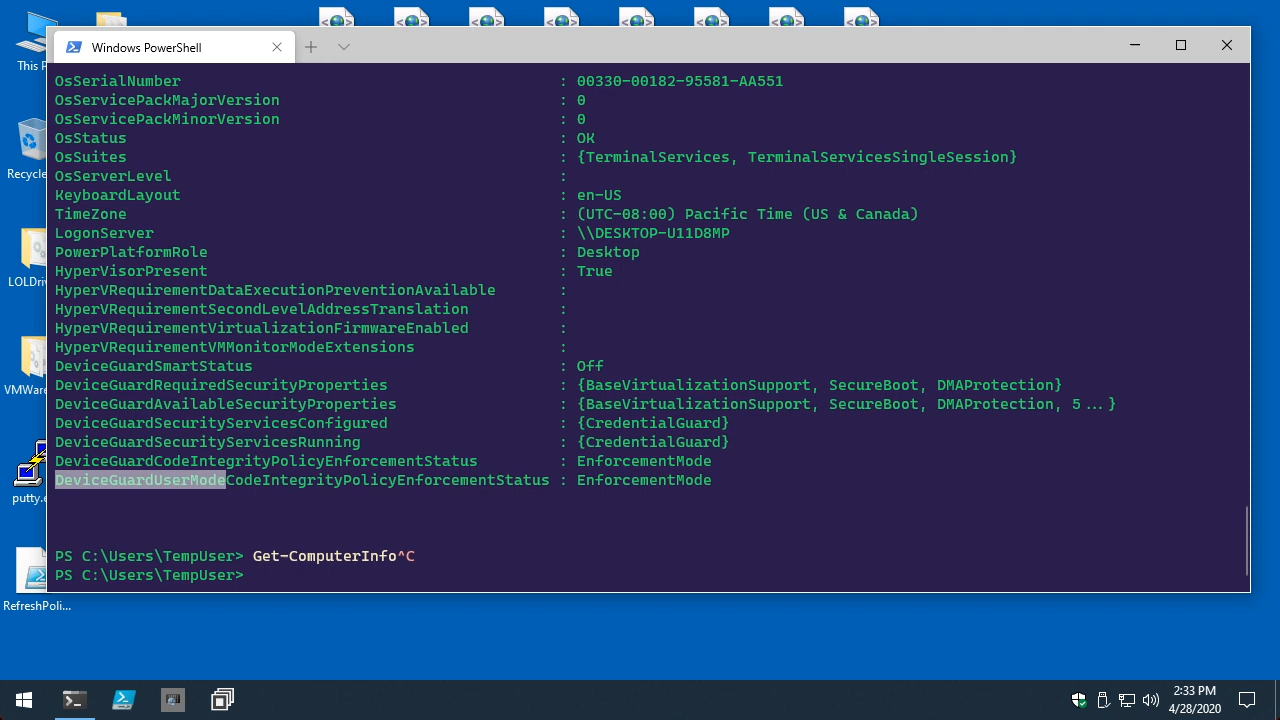 This P
Windows PowerShell
OsSerialNumber : 00330-00182-95581-AA551
OsServicePackMajorVersion : 0
OsServicePackMinorVersion : 0
OsStatus : OK
OsSuites : {TerminalServices, TerminalServicesSingleSession}
OsServerLevel :
KeyboardLayout : en-US
TimeZone : (UTC-08:00) Pacific Time (US & Canada)
LogonServer : \\DESKTOP-U11D8MP
PowerPlatformRole : Desktop
HyperVisorPresent : True
HyperVRequirementDataExecutionPreventionAvailable :
HyperVRequirementSecondLevelAddressTranslation :
HyperVRequirementVirtualizationFirmwareEnabled :
HyperVRequirementVMMonitorModeExtensions :
DeviceGuardSmartStatus : Off
DeviceGuardRequiredSecurityProperties : {BaseVirtualizationSupport, SecureBoot, DMAProtection}
DeviceGuardAvailableSecurityProperties : {BaseVirtualizationSupport, SecureBoot, DMAProtection, 5...}
DeviceGuardSecurityServicesConfigured : {CredentialGuard}
DeviceGuardSecurityServicesRunning : {CredentialGuard}
DeviceGuardCodeIntegrityPolicyEnforcementStatus : EnforcementMode
DeviceGuardUserModeCodeIntegrityPolicyEnforcementStatus : EnforcementMode
PS C:\Users\TempUser> Get-ComputerInfo^C
PS C:\Users\TempUser>
Recycle
LOLDri
VMWare
putty.e
RefreshPoli...
2:33 PM
4/28/2020